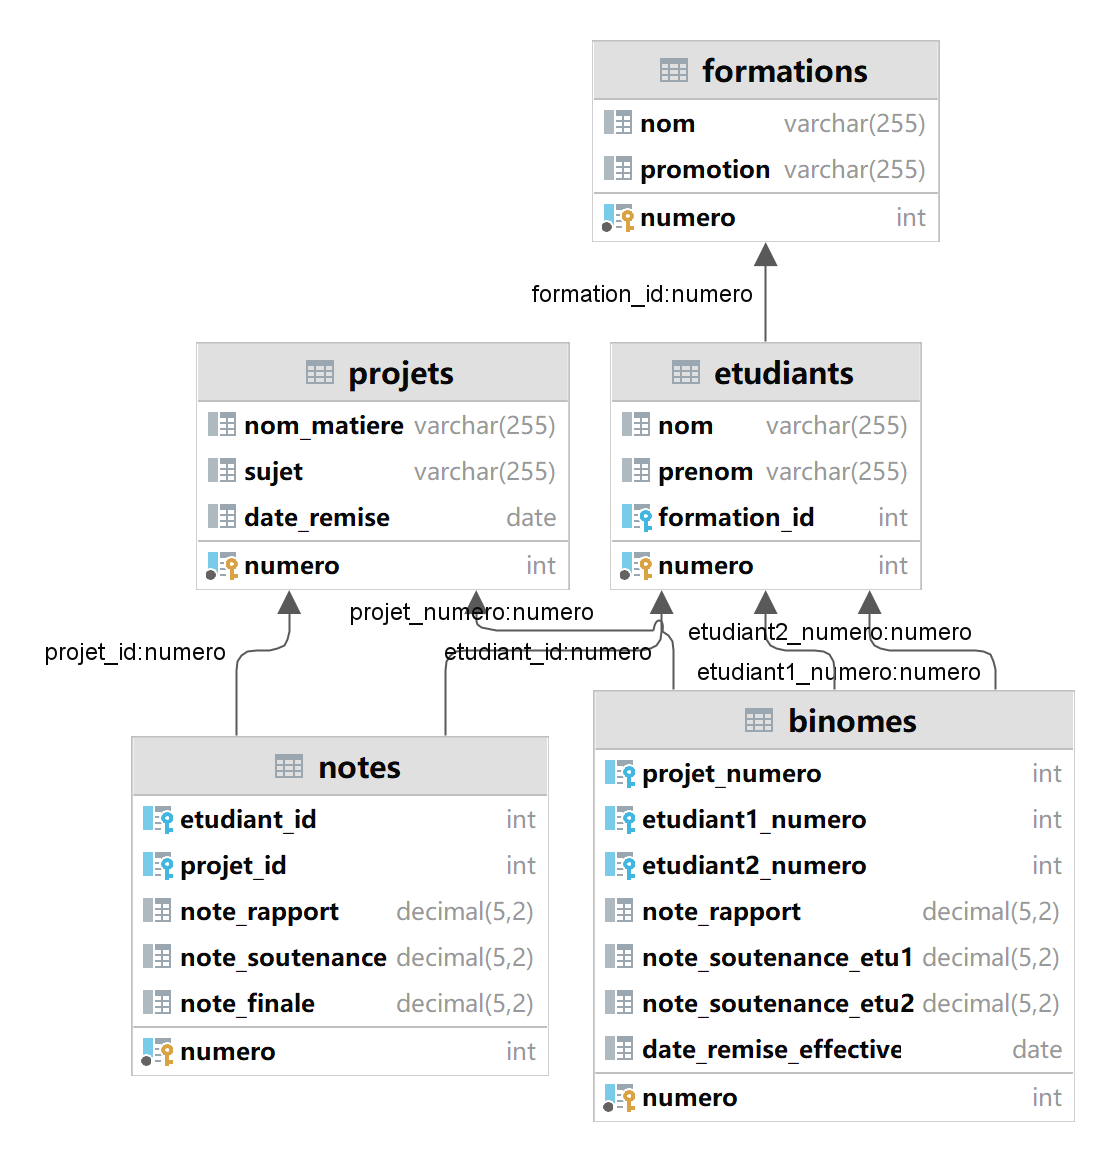 formations
nom varchar(255)
promotion varchar(255)
numero int
formation_id:numero
projets
nom_matiere varchar(255)
sujet varchar(255)
date_remise date
numero int
etudiants
nom varchar(255)
prenom varchar(255)
formation_id int
numero int
projet_numero:numero
projet_id:numero
etudiant_id:numero
etudiant2_numero:numero
etudiant1_numero:numero
notes
etudiant_id int
projet_id int
note_rapport decimal(5,2)
note_soutenance decimal(5,2)
note_finale decimal(5,2)
numero int
binomes
projet_numero int
etudiant1_numero int
etudiant2_numero int
note_rapport decimal(5,2)
note_soutenance_etu1 decimal(5,2)
note_soutenance_etu2 decimal(5,2)
date_remise_effective date
numero int